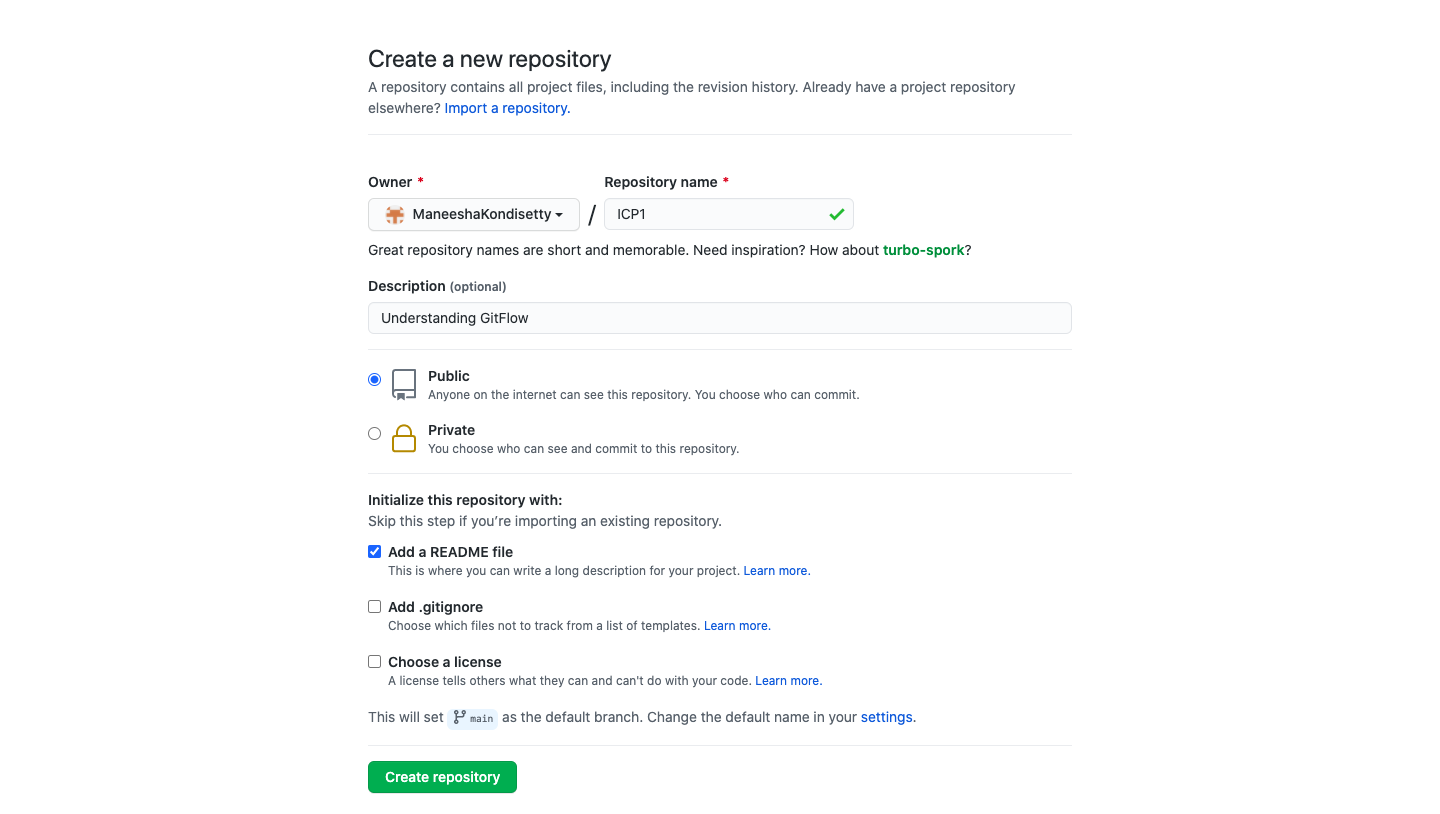 Create a new repository
A repository contains all project files, including the revision history. Already have a project repository
elsewhere? Import a repository.
Owner * Repository name *
ManeeshaKondisetty / ICP1
Great repository names are short and memorable. Need inspiration? How about turbo-spork?
Description (optional)
Understanding GitFlow
Public
Anyone on the internet can see this repository. You choose who can commit.
Private
You choose who can see and commit to this repository.
Initialize this repository with:
Skip this step if you’re importing an existing repository.
Add a README file
This is where you can write a long description for your project. Learn more.
Add .gitignore
Choose which files not to track from a list of templates. Learn more.
Choose a license
A license tells others what they can and can't do with your code. Learn more.
This will set main as the default branch. Change the default name in your settings.
Create repository